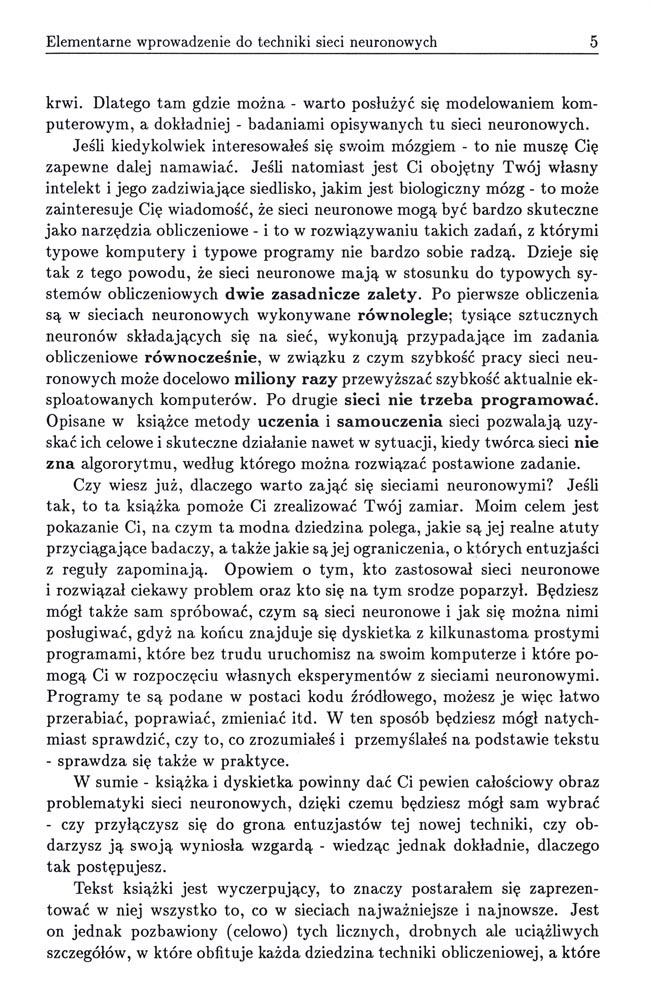 Elementarne wprowadzenie do techniki sieci neuronowych 5
krwi. Dlatego tam gdzie można - warto posłużyć się modelowaniem kom-
puterowym, a dokładniej - badaniami opisywanych tu sieci neuronowych.
Jeśli kiedykolwiek interesowałeś się swoim mózgiem - to nie muszę Cię
zapewne dalej namawiać. Jeśli natomiast jest Ci obojętny Twój własny
intelekt i jego zadziwiające siedlisko, jakim jest biologiczny mózg - to może
zainteresuje Cię wiadomość, że sieci neuronowe mogą być bardzo skuteczne
jako narzędzia obliczeniowe - i to w rozwiązywaniu takich zadań, z którymi
typowe komputery i typowe programy nie bardzo sobie radzą. Dzieje się
tak z tego powodu, że sieci neuronowe mają w stosunku do typowych sy-
stemów obliczeniowych dwie zasadnicze zalety. Po pierwsze obliczenia
są w sieciach neuronowych wykonywane równolegle; tysiące sztucznych
neuronów składających się na sieć, wykonują przypadające im zadania
obliczeniowe równocześnie, w związku z czym szybkość pracy sieci neu-
ronowych może docelowo miliony razy przewyższać szybkość aktualnie ek-
sploatowanych komputerów. Po drugie sieci nie trzeba programować.
Opisane w książce metody uczenia i samouczenia sieci pozwalają uzy-
skać ich celowe i skuteczne działanie nawet w sytuacji, kiedy twórca sieci nie
zna algororytmu, według którego można rozwiązać postawione zadanie.
Czy wiesz już, dlaczego warto zająć się sieciami neuronowymi? Jeśli
tak, to ta książka pomoże Ci zrealizować Twój zamiar. Moim celem jest
pokazanie Ci, na czym ta modna dziedzina polega, jakie są jej realne atuty
przyciągające badaczy, a także jakie są jej ograniczenia, o których entuzjaści
z reguły zapominają. Opowiem o tym, kto zastosował sieci neuronowe
i rozwiązał ciekawy problem oraz kto się na tym srodze poparzył. Będziesz
mógł także sam spróbować, czym są sieci neuronowe i jak się można nimi
posługiwać, gdyż na końcu znajduje się dyskietka z kilkunastoma prostymi
programami, które bez trudu uruchomisz na swoim komputerze i które po-
mogą Ci w rozpoczęciu własnych eksperymentów z sieciami neuronowymi.
Programy te są podane w postaci kodu źródłowego, możesz je więc łatwo
przerabiać, poprawiać, zmieniać itd. W ten sposób będziesz mógł natych-
miast sprawdzić, czy to, co zrozumiałeś i przemyślałeś na podstawie tekstu
- sprawdza się także w praktyce.
W sumie - książka i dyskietka powinny dać Ci pewien całościowy obraz
problematyki sieci neuronowych, dzięki czemu będziesz mógł sam wybrać
- czy przyłączysz się do grona entuzjastów tej nowej techniki, czy ob-
darzysz ją swoją wyniosła wzgardą - wiedząc jednak dokładnie, dlaczego
tak postępujesz.
Tekst książki jest wyczerpujący, to znaczy postarałem się zaprezen-
tować w niej wszystko to, co w sieciach najważniejsze i najnowsze. Jest
on jednak pozbawiony (celowo) tych licznych, drobnych ale uciążliwych
szczegółów, w które obfituje każda dziedzina techniki obliczeniowej, a które